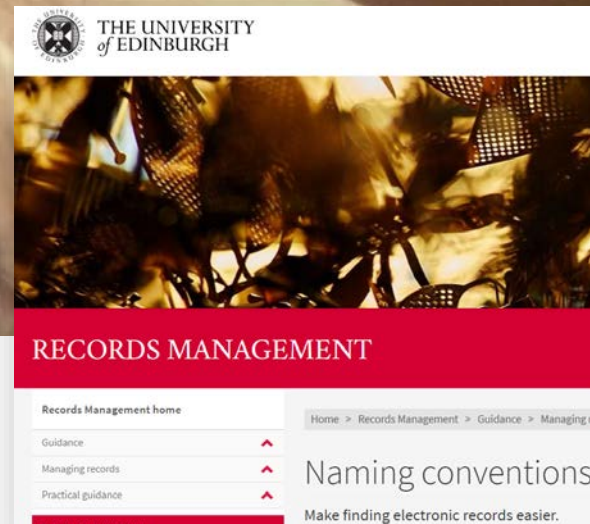 THE UNIVERSITY
of EDINBURGH
RECORDS MANAGEMENT
Records Management home
Guidance
Managing records
Practical guidance
Home > Records Management > Guidance > Managing
Naming conventions
Make finding electronic records easier.